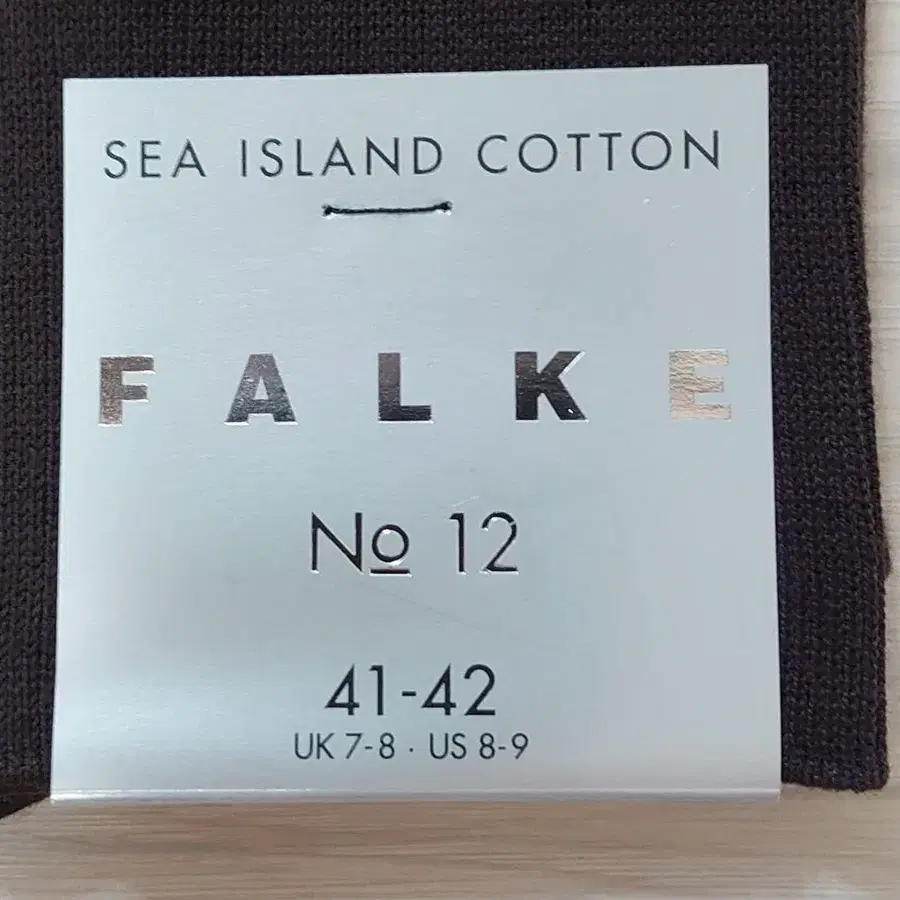 SEA ISLAND COTTON
FALKE
No 12
41-42
UK 7-8 · US 8-9